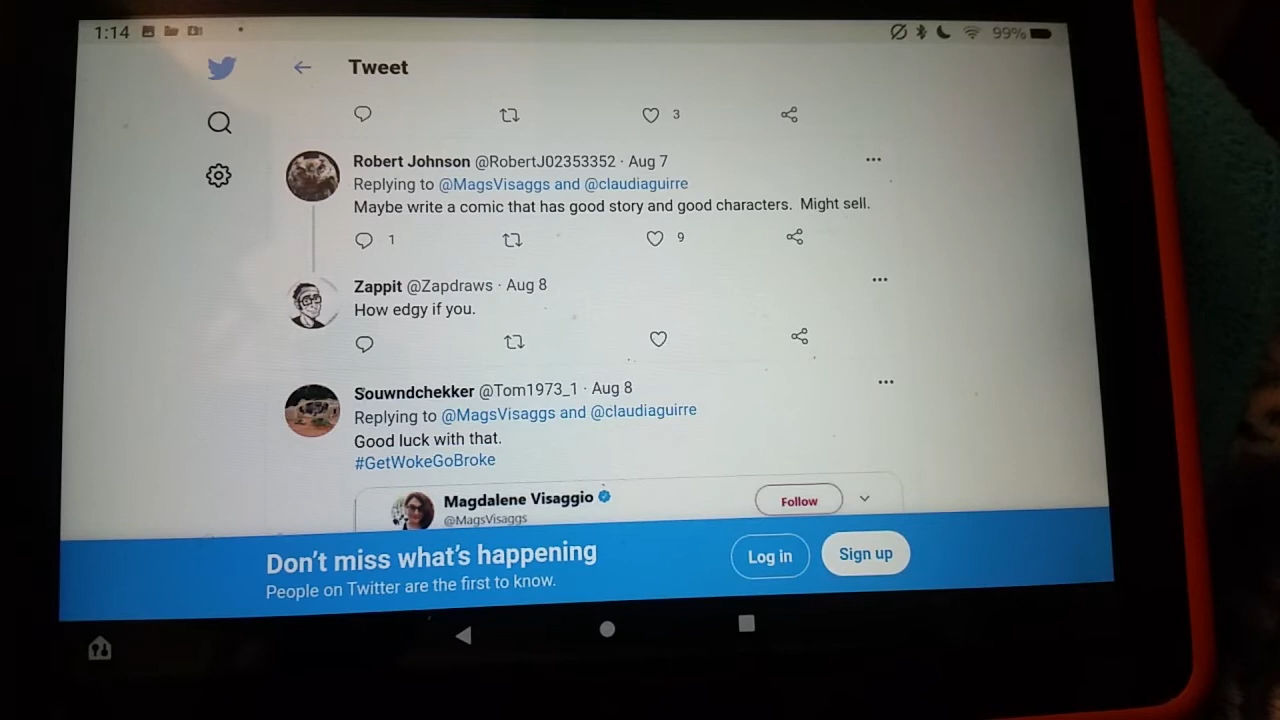 1:14
99%
Tweet
3
Robert Johnson @RobertJ02353352 · Aug 7
Replying to @MagsVisaggs and @claudiaguirre
Maybe write a comic that has good story and good characters. Might sell.
1
9
Zappit @Zapdraws · Aug 8
How edgy if you.
Souwndchekker @Tom1973_1 · Aug 8
Replying to @MagsVisaggs and @claudiaguirre
Good luck with that.
#GetWokeGoBroke
Magdalene Visaggio
Follow
@MagsVisaggs
Don't miss what's happening
Log in
Sign up
People on Twitter are the first to know.